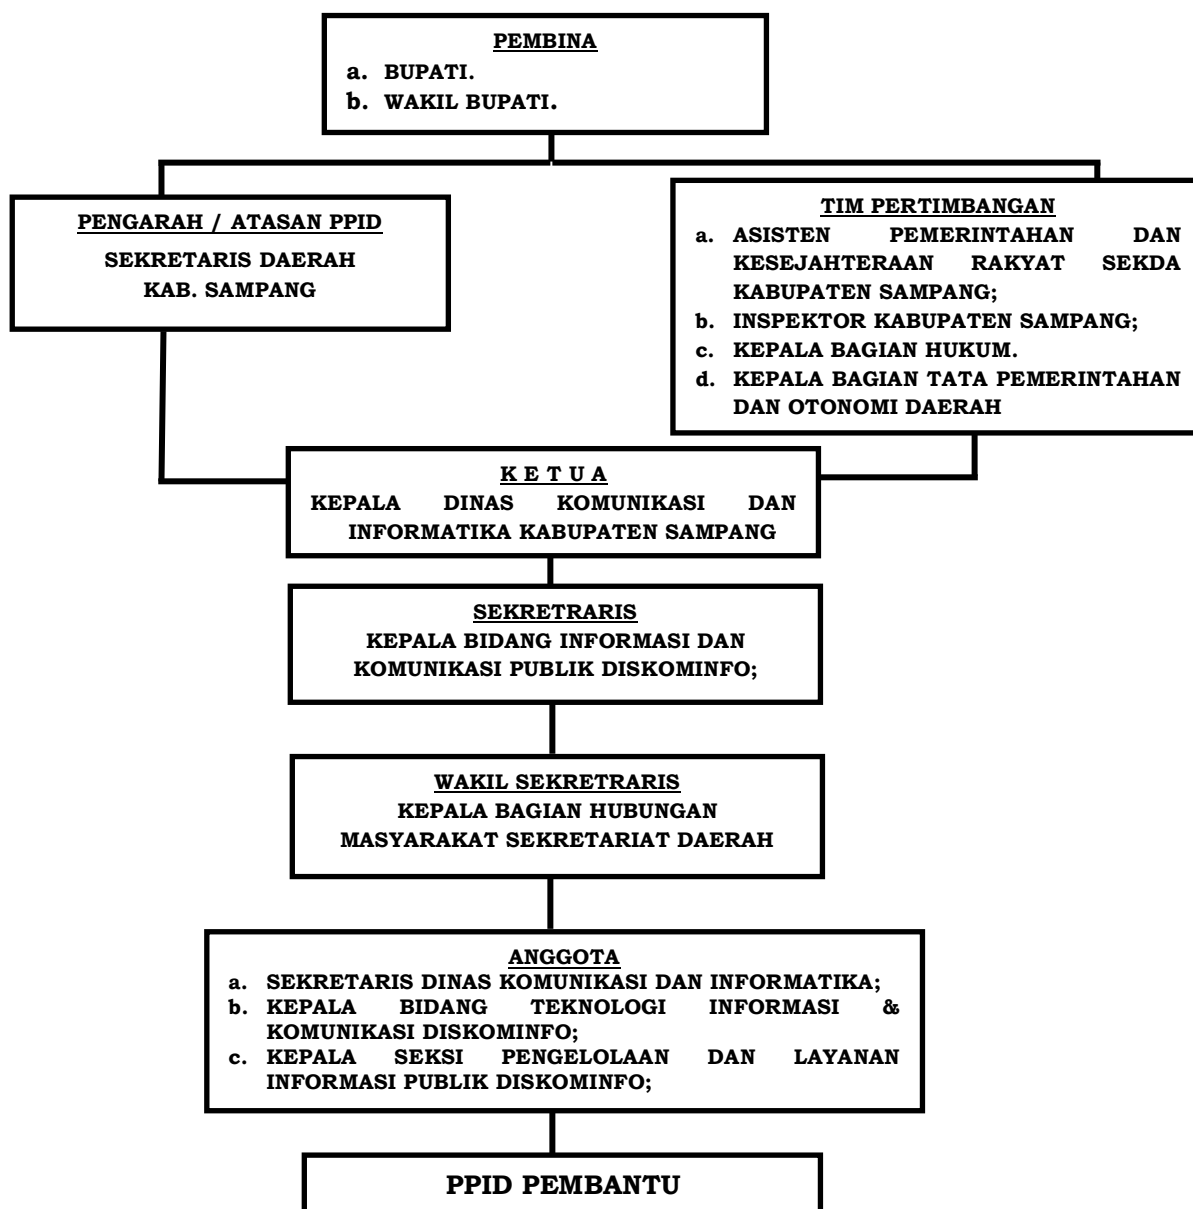 PEMBINA
a. BUPATI.
b. WAKIL BUPATI.
PENGARAH / ATASAN PPID
SEKRETARIS DAERAH
KAB. SAMPANG
TIM PERTIMBANGAN
a. ASISTEN PEMERINTAHAN DAN
KESEJAHTERAAN RAKYAT SEKDA
KABUPATEN SAMPANG;
b. INSPEKTOR KABUPATEN SAMPANG;
c. KEPALA BAGIAN HUKUM.
d. KEPALA BAGIAN TATA PEMERINTAHAN
DAN OTONOMI DAERAH
K E T U A
KEPALA DINAS KOMUNIKASI DAN
INFORMATIKA KABUPATEN SAMPANG
SEKRETRARIS
KEPALA BIDANG INFORMASI DAN
KOMUNIKASI PUBLIK DISKOMINFO;
WAKIL SEKRETRARIS
KEPALA BAGIAN HUBUNGAN
MASYARAKAT SEKRETARIAT DAERAH
ANGGOTA
a. SEKRETARIS DINAS KOMUNIKASI DAN INFORMATIKA;
b. KEPALA BIDANG TEKNOLOGI INFORMASI &
KOMUNIKASI DISKOMINFO;
c. KEPALA SEKSI PENGELOLAAN DAN LAYANAN
INFORMASI PUBLIK DISKOMINFO;
PPID PEMBANTU